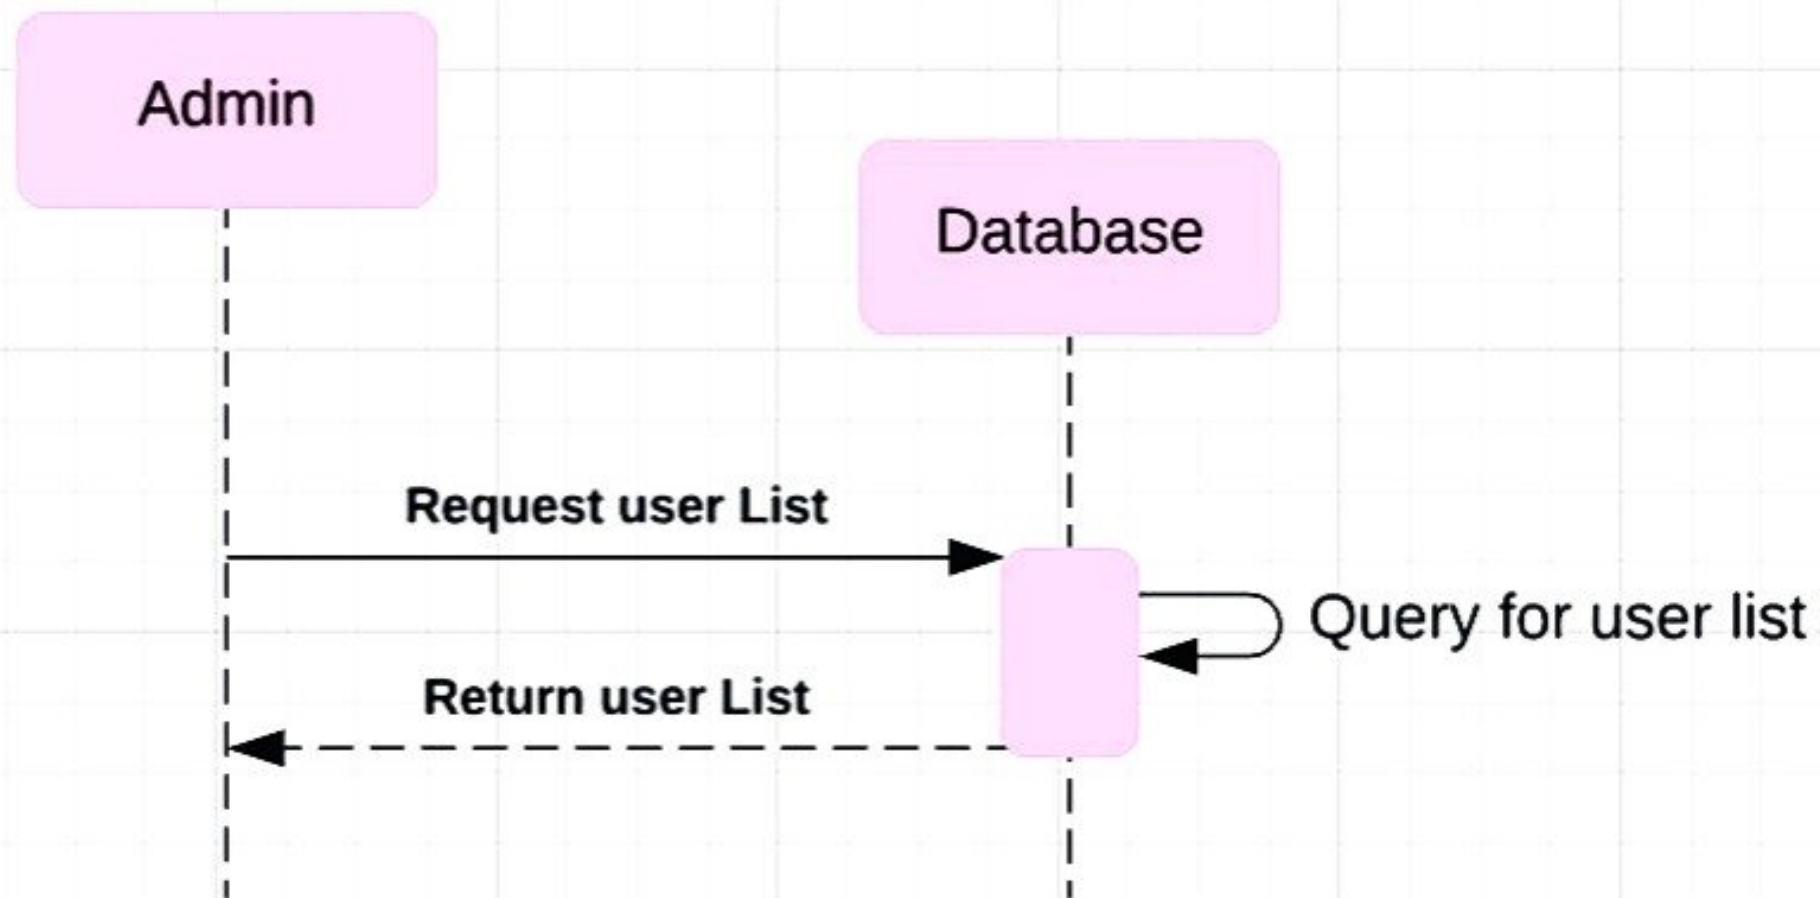 Admin
Database
Request user List
Query for user list
Return user List